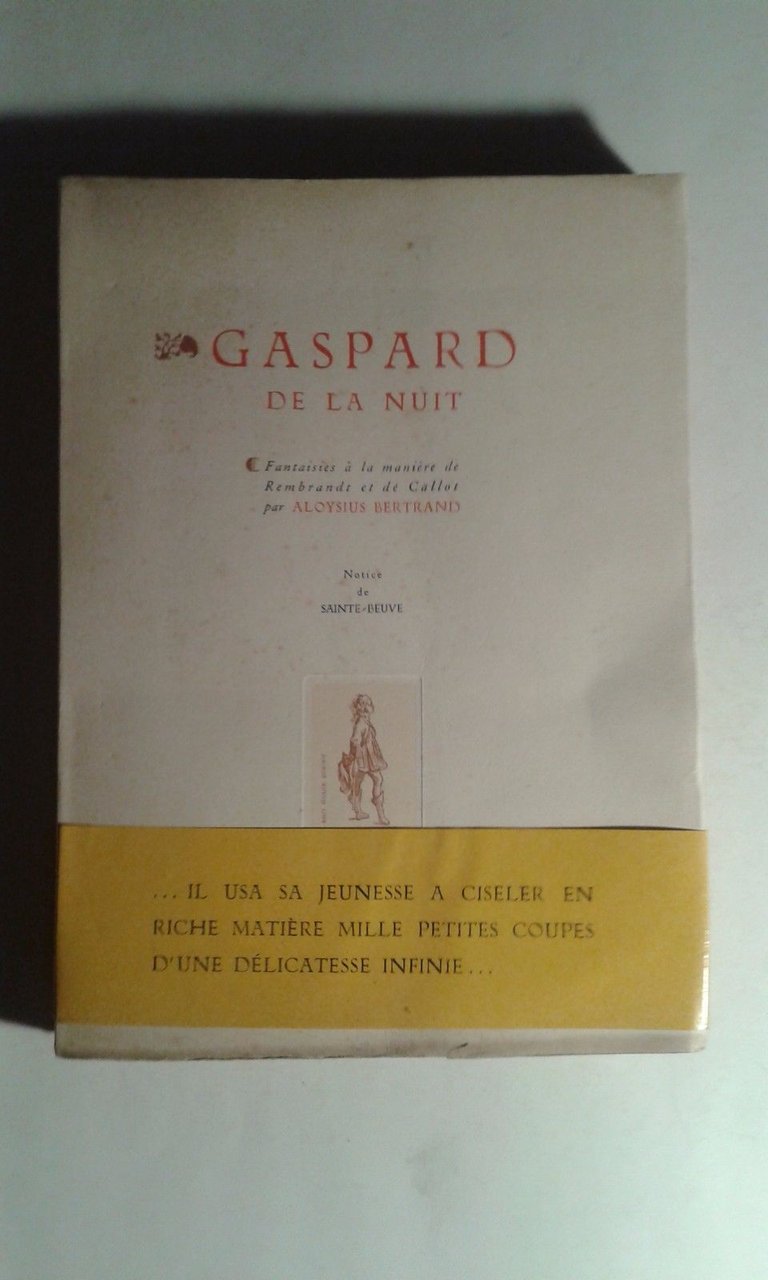 GASPARD
DE LA NUIT
Fantaisies à la manière de
Rembrandt et de Callot
par ALOYSIUS BERTRAND
Notice
de
SAINTE-BEUVE
... IL USA SA JEUNESSE A CISELER EN
RICHE MATIÈRE MILLE PETITES COUPES
D'UNE DÉLICATESSE INFINIE...